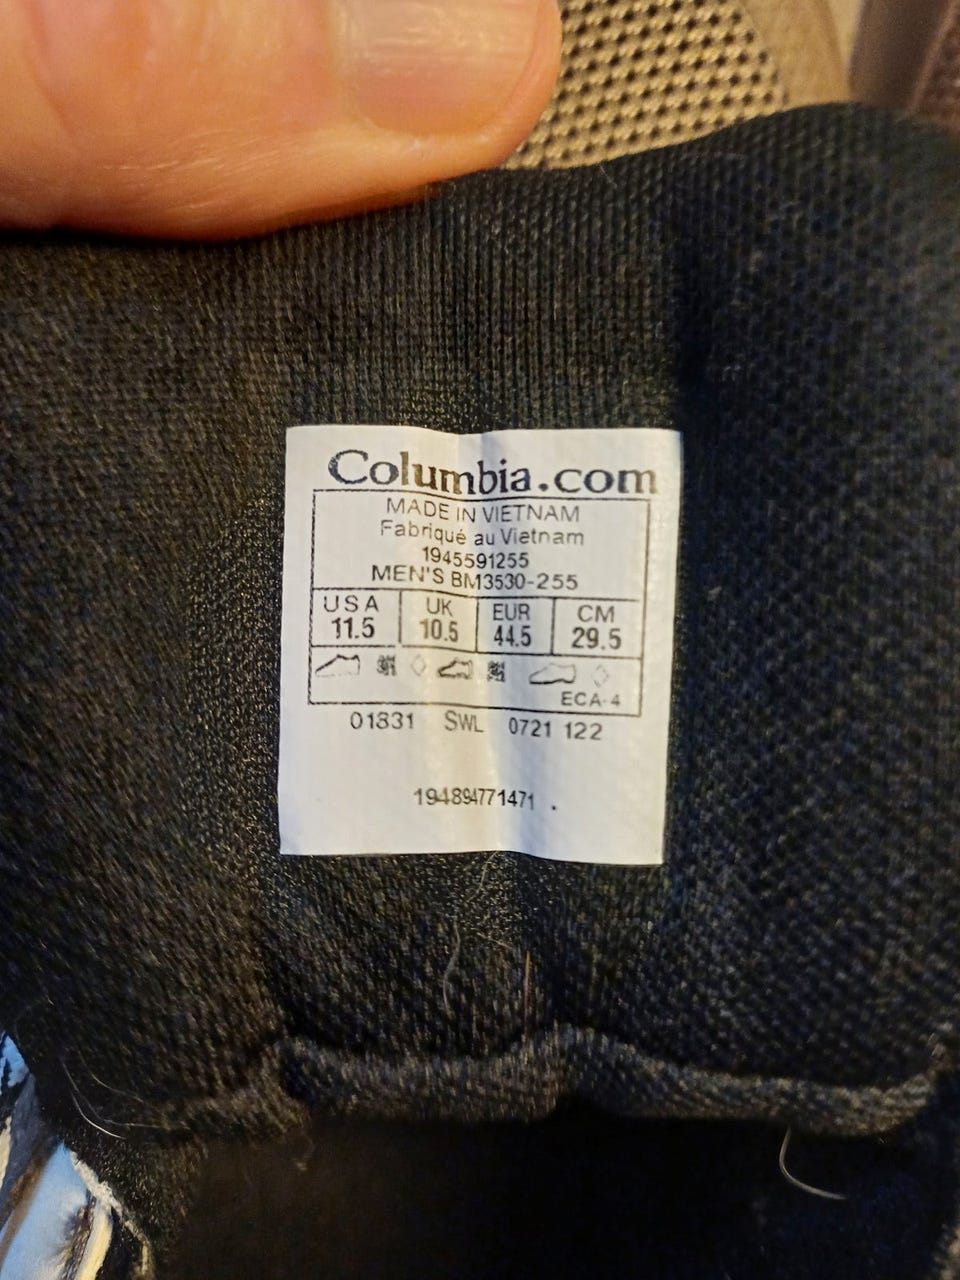 Columbia.com
MADE IN VIETNAM
Fabriqué au Vietnam
1945591255
MEN'S BM3530-255
USA UK EUR CM
11.5 10.5 44.5 29.5
ECA-4
01831 SWL 0721 122
194894771471 .